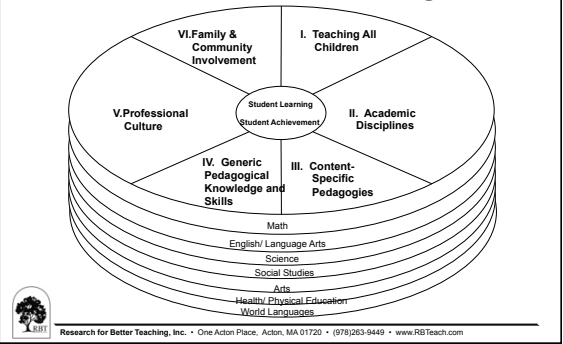 VI.Family &
Community
Involvement
I. Teaching All
Children
V.Professional
Culture
Student Learning
Student Achievement
II. Academic
Disciplines
IV. Generic
Pedagogical
Knowledge and
Skills
III. Content-
Specific
Pedagogies
Math
English/ Language Arts
Science
Social Studies
Arts
Health/ Physical Education
World Languages
RBT
Research for Better Teaching, Inc. • One Acton Place, Acton, MA 01720 • (978)263-9449 • www.RBTeach.com